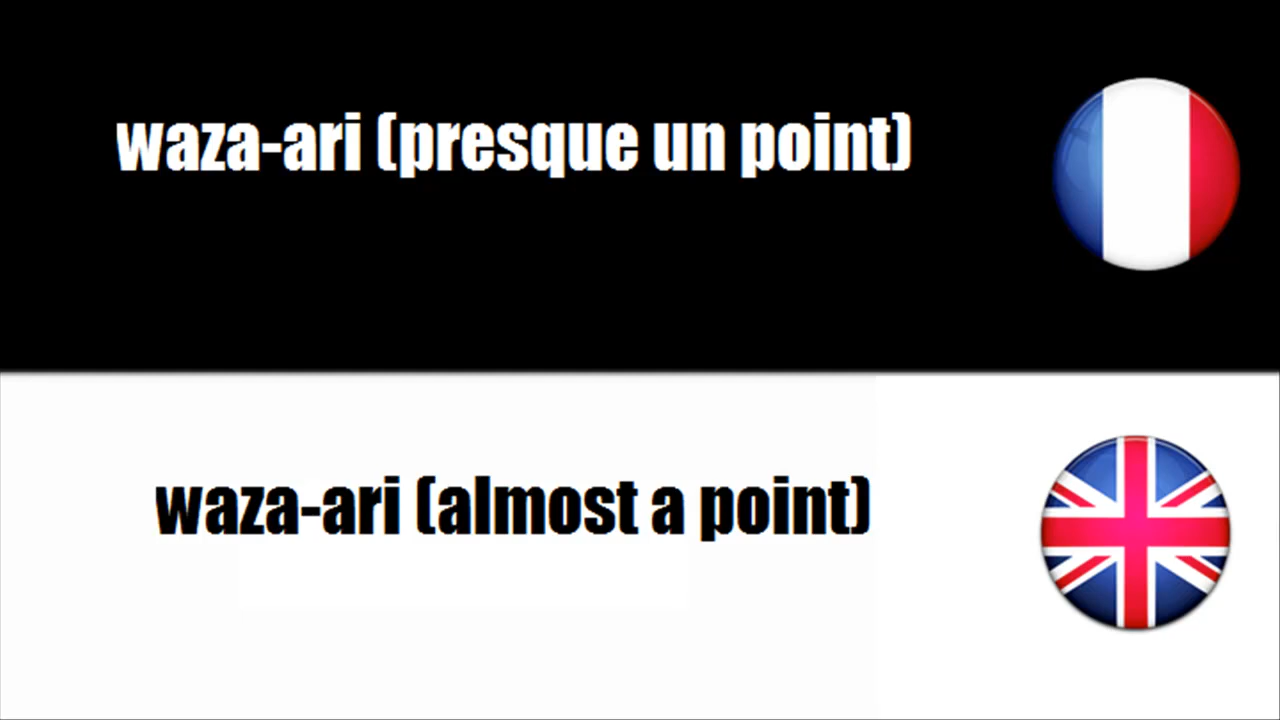 waza-ari (presque un point)
waza-ari (almost a point)